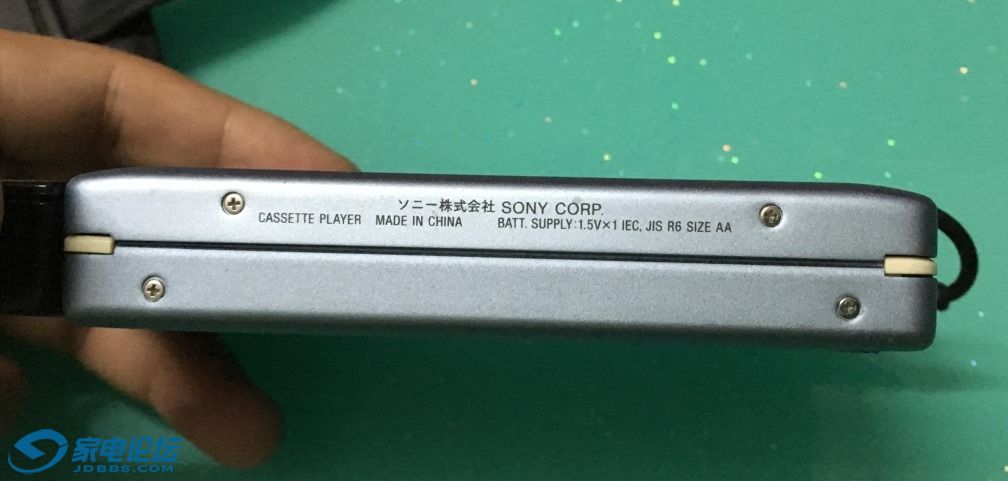 ソニー株式会社 SONY CORP.
CASSETTE PLAYER MADE IN CHINA BATT. SUPPLY:1.5V×1 IEC, JIS R6 SIZE AA
家电论坛
JDBBS.COM